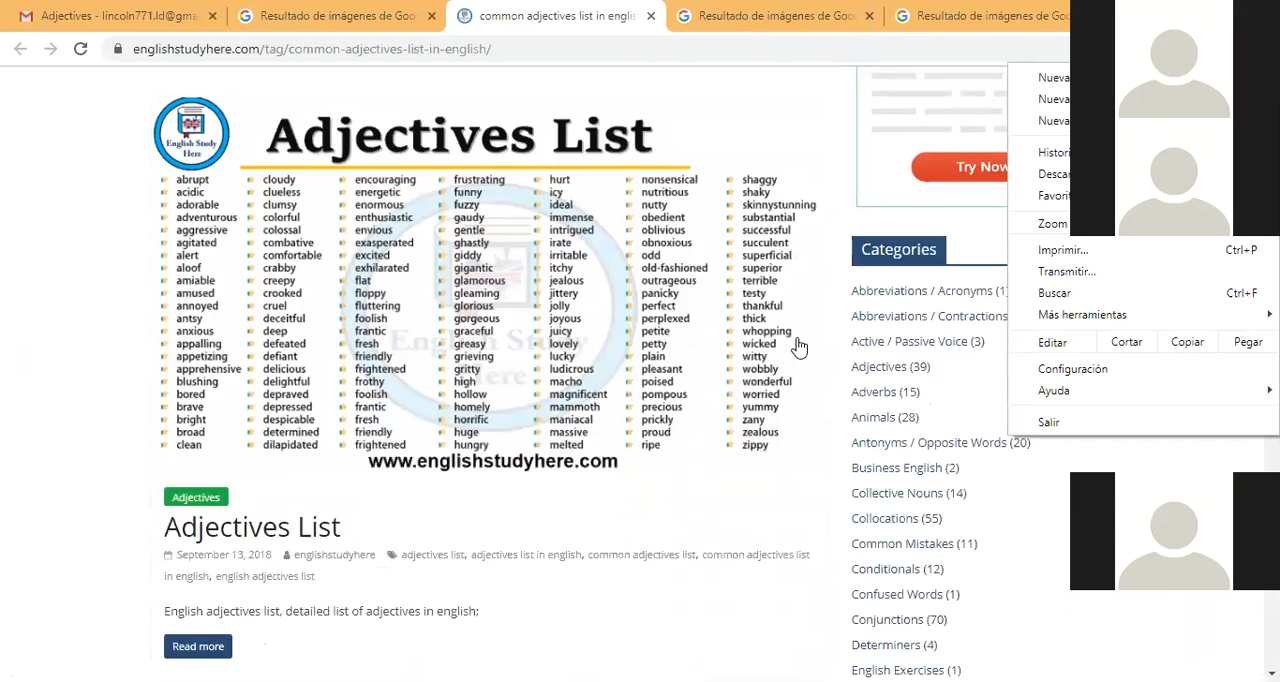 Adjectives - lincoln771.ld@gma
Resultado de imágenes de Goo
common adjectives list in englis
Resultado de imágenes de Goo
Resultado de imágenes de Goo
englishstudyhere.com/tag/common-adjectives-list-in-english/
English Study
Here
Adjectives List
abrupt
acidic
adorable
adventurous
aggressive
agitated
alert
aloof
amiable
amused
annoyed
antsy
anxious
appalling
appetizing
apprehensive
blushing
bored
brave
bright
broad
clean
cloudy
clueless
clumsy
colorful
colossal
combative
comfortable
crabby
creepy
crooked
cruel
deceitful
deep
defeated
defiant
delicious
delightful
depraved
depressed
despicable
determined
dilapidated
encouraging
energetic
enormous
enthusiastic
envious
exasperated
excited
exhilarated
flat
floppy
fluttering
foolish
frantic
fresh
friendly
frightened
frothy
foolish
frantic
fresh
friendly
frightened
frustrating
funny
fuzzy
gaudy
gentle
ghastly
giddy
gigantic
glamorous
gleaming
glorious
gorgeous
graceful
greasy
grieving
gritty
high
hollow
homely
horrific
huge
hungry
hurt
icy
ideal
immense
intrigued
irate
irritable
itchy
jealous
jittery
jolly
joyous
juicy
lovely
lucky
ludicrous
macho
magnificent
mammoth
maniacal
massive
melted
nonsensical
nutritious
nutty
obedient
oblivious
obnoxious
odd
old-fashioned
outrageous
panicky
perfect
perplexed
petite
petty
plain
pleasant
poised
pompous
precious
prickly
proud
ripe
shaggy
shaky
skinnystunning
substantial
successful
succulent
superficial
superior
terrible
testy
thankful
thick
whopping
wicked
witty
wobbly
wonderful
worried
yummy
zany
zealous
zippy
English Study
Here
www.englishstudyhere.com
Adjectives
Adjectives List
September 13, 2018 englishstudyhere adjectives list, adjectives list in english, common adjectives list, common adjectives list
in english, english adjectives list
English adjectives list, detailed list of adjectives in english;
Read more
Try Now
Categories
Abbreviations / Acronyms (1
Abbreviations / Contractions
Active / Passive Voice (3)
Adjectives (39)
Adverbs (15)
Animals (28)
Antonyms / Opposite Words (20)
Business English (2)
Collective Nouns (14)
Collocations (55)
Common Mistakes (11)
Conditionals (12)
Confused Words (1)
Conjunctions (70)
Determiners (4)
English Exercises (1)
Nueva
Nueva
Nueva
Histori
Descar
Favorit
Zoom
Imprimir... Ctrl+P
Transmitir...
Buscar Ctrl+F
Más herramientas
Editar Cortar Copiar Pegar
Configuración
Ayuda
Salir